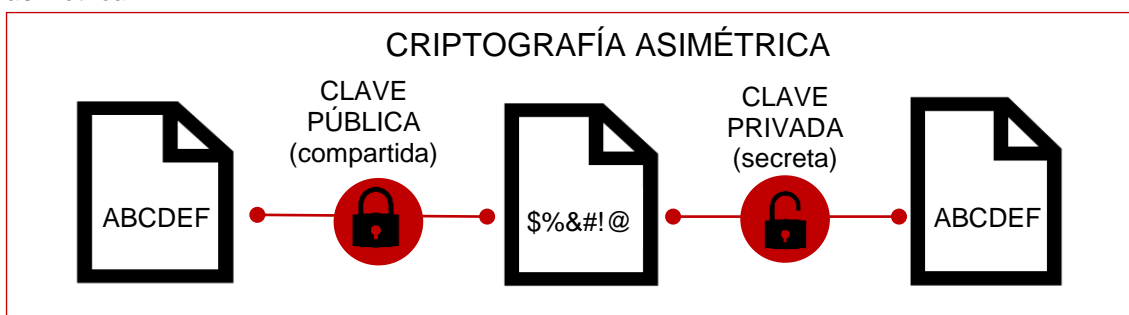 CRIPTOGRAFÍA ASIMÉTRICA
CLAVE
PÚBLICA
(compartida)
CLAVE
PRIVADA
(secreta)
ABCDEF
$%&#!@
ABCDEF